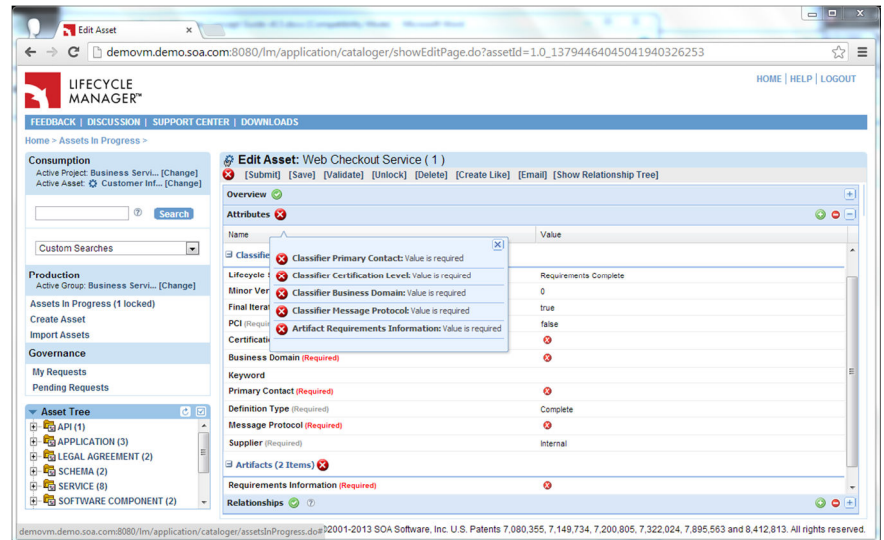 Edit Asset
demovm.demo.soa.com:8080/lm/application/cataloger/showEditPage.do?assetId=1.0_13794464045041940326253
LIFECYCLE
MANAGER™
HOME | HELP | LOGOUT
FEEDBACK | DISCUSSION | SUPPORT CENTER | DOWNLOADS
Home > Assets In Progress >
Consumption
Active Project: Business Servi... [Change]
Active Asset: Customer Inf... [Change]
Search
Custom Searches
Production
Active Group: Business Servi... [Change]
Assets In Progress (1 locked)
Create Asset
Import Assets
Governance
My Requests
Pending Requests
Asset Tree
API (1)
APPLICATION (3)
LEGAL AGREEMENT (2)
SCHEMA (2)
SERVICE (8)
SOFTWARE COMPONENT (2)
Edit Asset: Web Checkout Service ( 1 )
[Submit] [Save] [Validate] [Unlock] [Delete] [Create Like] [Email] [Show Relationship Tree]
Overview
Attributes
Name Value
Classifie
Classifier Primary Contact: Value is required
Classifier Certification Level: Value is required
Classifier Business Domain: Value is required
Classifier Message Protocol: Value is required
Artifact Requirements Information: Value is required
Lifecycle S Requirements Complete
Minor Ver 0
Final Iterat true
PCI (Requir false
Certificati
Business Domain (Required)
Keyword
Primary Contact (Required)
Definition Type (Required) Complete
Message Protocol (Required)
Supplier (Required) Internal
Artifacts (2 Items)
Requirements Information (Required)
Relationships
demovm.demo.soa.com:8080/lm/application/cataloger/assetsInProgress.do# ©2001-2013 SOA Software, Inc. U.S. Patents 7,080,355, 7,149,734, 7,200,805, 7,322,024, 7,895,563 and 8,412,813. All rights reserved.